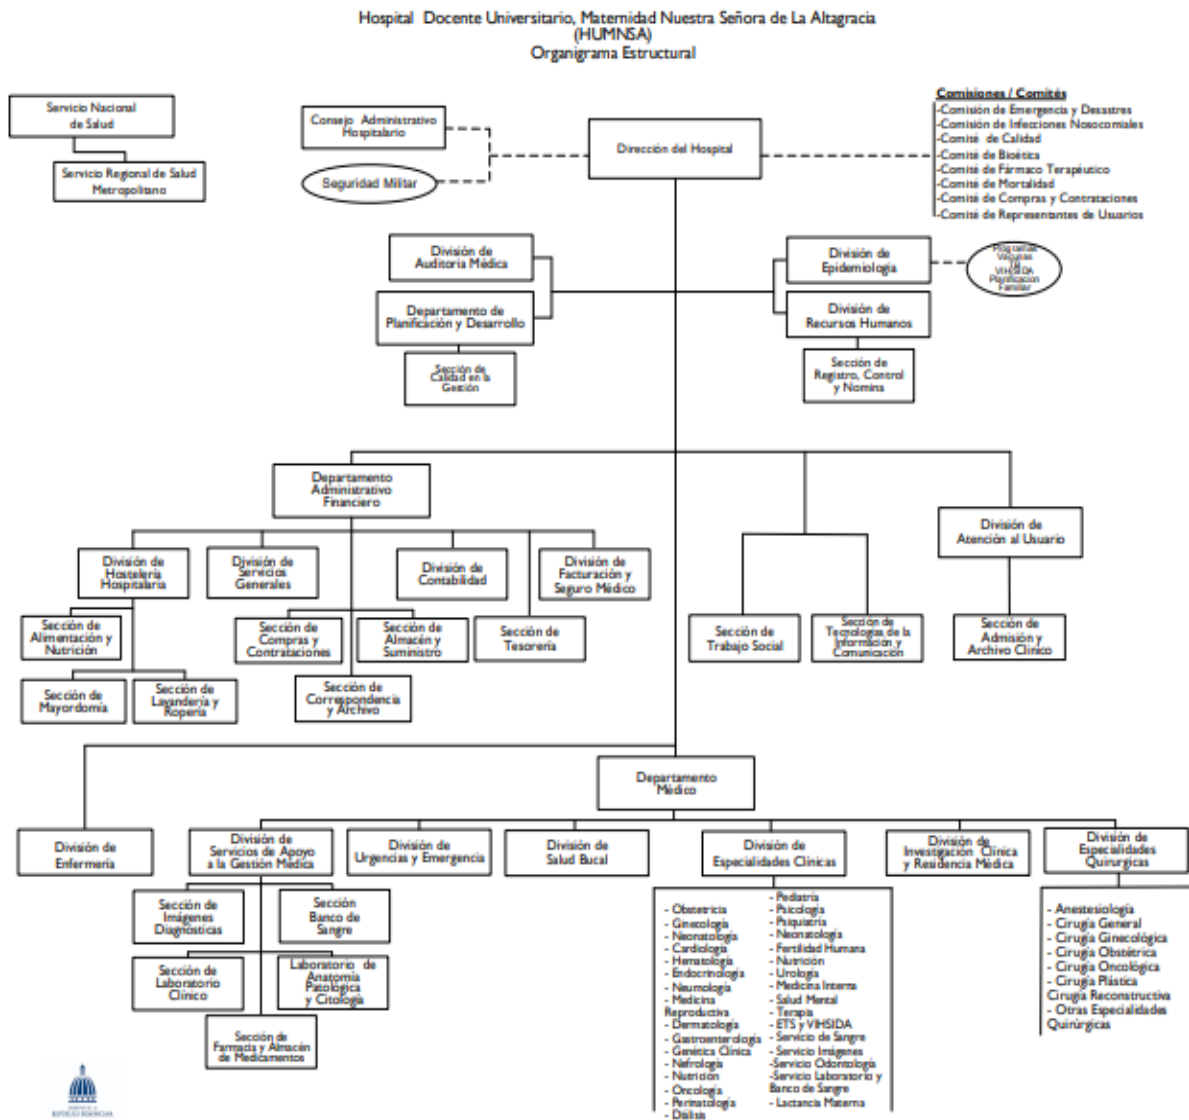 Hospital Docente Universitario, Maternidad Nuestra Señora de La Altagracia
(HUMNSA)
Organigrama Estructural
Servicio Nacional
de Salud
Servicio Regional de Salud
Metropolitano
Consejo Administrativo
Hospitalario
Seguridad Militar
Dirección del Hospital
Comisiones / Comités
-Comisión de Emergencia y Desastres
-Comisión de Infecciones Nosocomiales
-Comité de Calidad
-Comité de Bioética
-Comité de Fármaco Terapéutico
-Comité de Mortalidad
-Comité de Compras y Contrataciones
-Comité de Representantes de Usuarios
División de
Auditoria Médica
Departamento de
Planificación y Desarrollo
Sección de
Calidad en la
Gestión
División de
Epidemiología
Programas
Vacunas
TB
VIHSIDA
Planificacion
Familiar
División de
Recursos Humanos
Sección de
Registro, Control
y Nomina
Departamento
Administrativo
Financiero
División de
Hostelería
Hospitalaria
División de
Servicios
Generales
División de
Contabilidad
División de
Facturación y
Seguro Médico
División de
Atención al Usuario
Sección de
Alimentación y
Nutrición
Sección de
Compras y
Contrataciones
Sección de
Almacén y
Suministro
Sección de
Tesorería
Sección de
Trabajo Social
Sección de
Tecnologías de la
Información y
Comunicación
Sección de
Admisión y
Archivo Clinico
Sección de
Mayordomía
Sección de
Lavandería y
Ropería
Sección de
Correspondencia
y Archivo
Departamento
Médico
División de
Enfermería
División de
Servicios de Apoyo
a la Gestión Médica
División de
Urgencias y Emergencia
División de
Salud Bucal
División de
Especialidades Clínicas
División de
Investigación Clínica
y Residencia Médica
División de
Especialidades
Quirurgicas
Sección de
Imágenes
Diagnósticas
Sección
Banco de
Sangre
Sección de
Laboratorio
Clínico
Laboratorio de
Anatomía
Patológica
y Citología
Sección de
Farmacia y Almacén
de Medicamentos
- Obstetricia
- Ginecología
- Neonatología
- Cardiología
- Hematología
- Endocrinología
- Neumología
- Medicina
Reproductiva
- Dermatología
- Gastroenterología
- Genética Clínica
- Nefrología
- Nutrición
- Oncología
- Perinatología
- Diálisis
- Pediatría
- Psicología
- Psiquiatría
- Neonatología
- Fertilidad Humana
- Nutrición
- Urología
- Medicina Interna
- Salud Mental
- Terapia
- ETS y VIHSIDA
- Servicio de Sangre
- Servicio Imágenes
-Servicio Odontología
-Servicio Laboratorio y
Banco de Sangre
- Lactancia Materna
- Anestesiología
- Cirugía General
- Cirugía Ginecológica
- Cirugía Obstétrica
- Cirugía Oncológica
- Cirugía Plástica
Cirugía Reconstructiva
- Otras Especialidades
Quirúrgicas
REPÚBLICA DOMINICANA